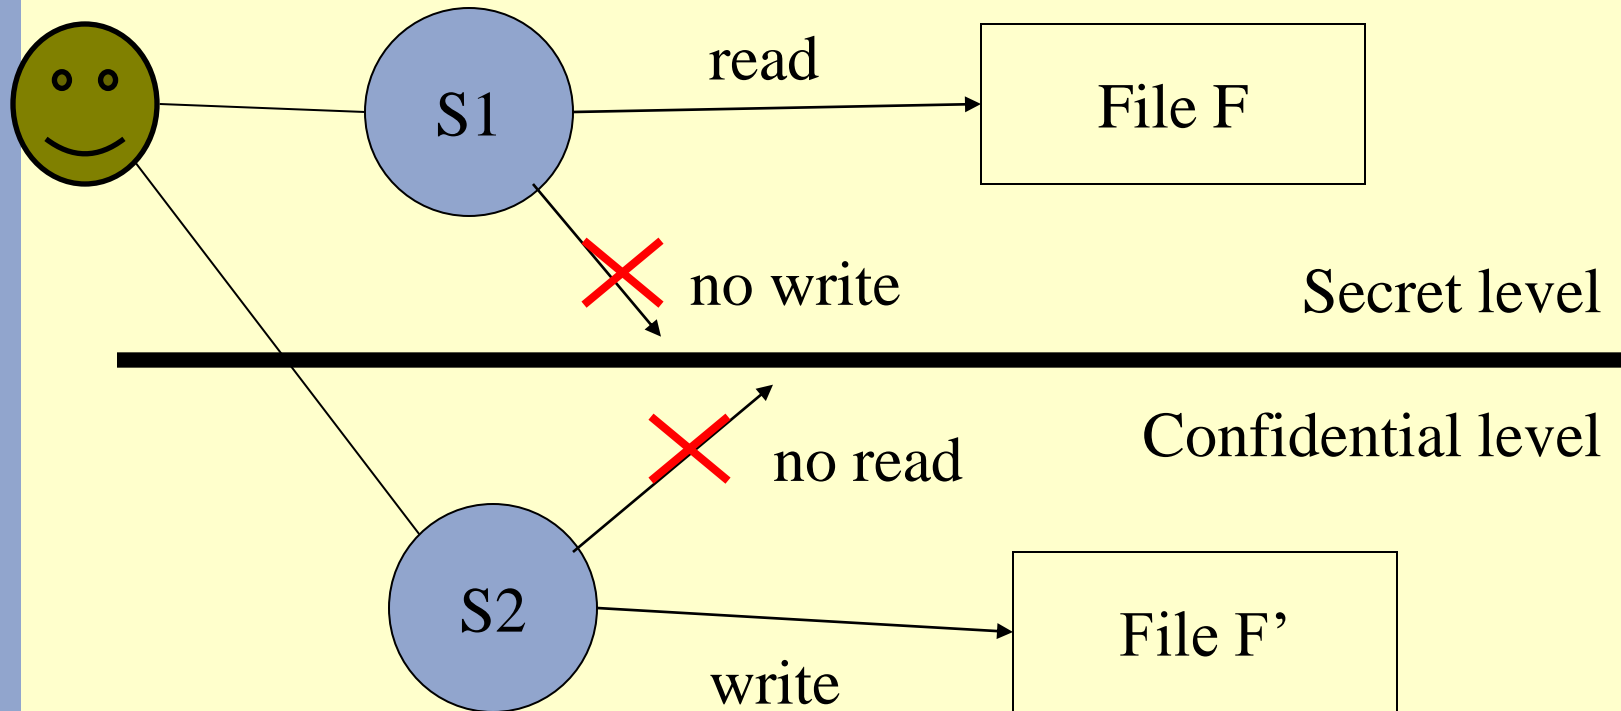 read
S1
File F
no write
Secret level
Confidential level
no read
S2
File F’
write